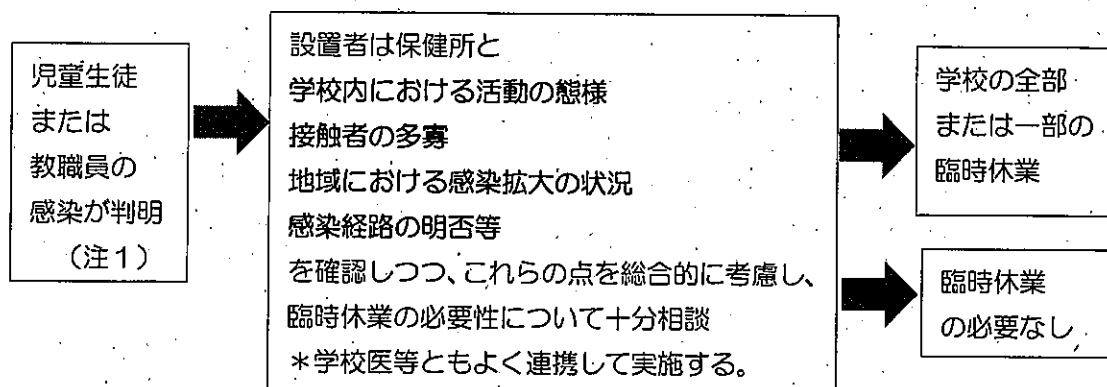 児童生徒
または
教職員の
感染が判明
(注1)
設置者は保健所と
学校内における活動の態様
接触者の多寡
地域における感染拡大の状況
感染経路の明否等
を確認しつつ、これらの点を総合的に考慮し、
臨時休業の必要性について十分相談
*学校医等ともよく連携して実施する。
学校の全部
または一部の
臨時休業
臨時休業
の必要なし